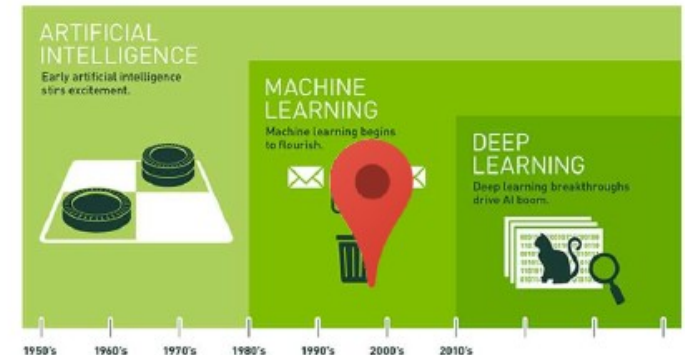 ARTIFICIAL
INTELLIGENCE
Early artificial intelligence
stirs excitement.
MACHINE
LEARNING
Machine learning begins
to flourish.
DEEP
LEARNING
Deep learning breakthroughs
drive AI boom.
1950's 1960's 1970's 1980's 1990's 2000's 2010's